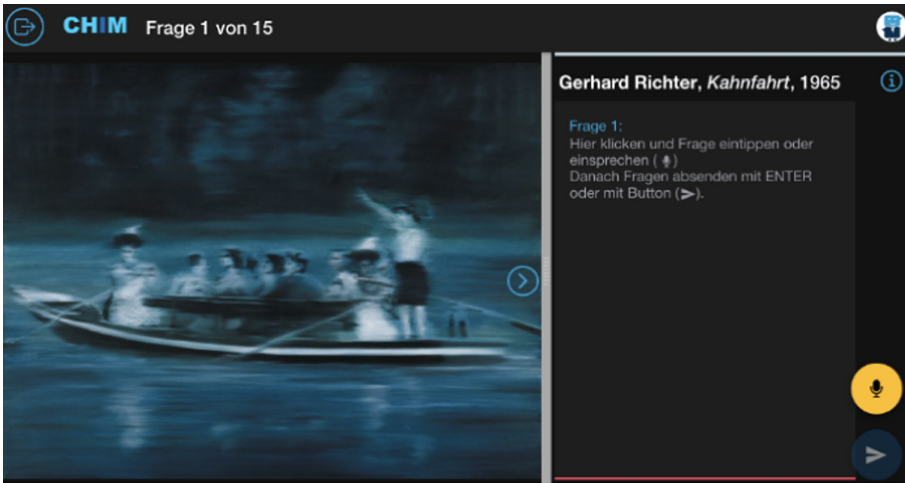 CHIM Frage 1 von 15
Gerhard Richter, Kahnfahrt, 1965
Frage 1:
Hier klicken und Frage eintippen oder
einsprechen ( )
Danach Fragen absenden mit ENTER
oder mit Button ( ).